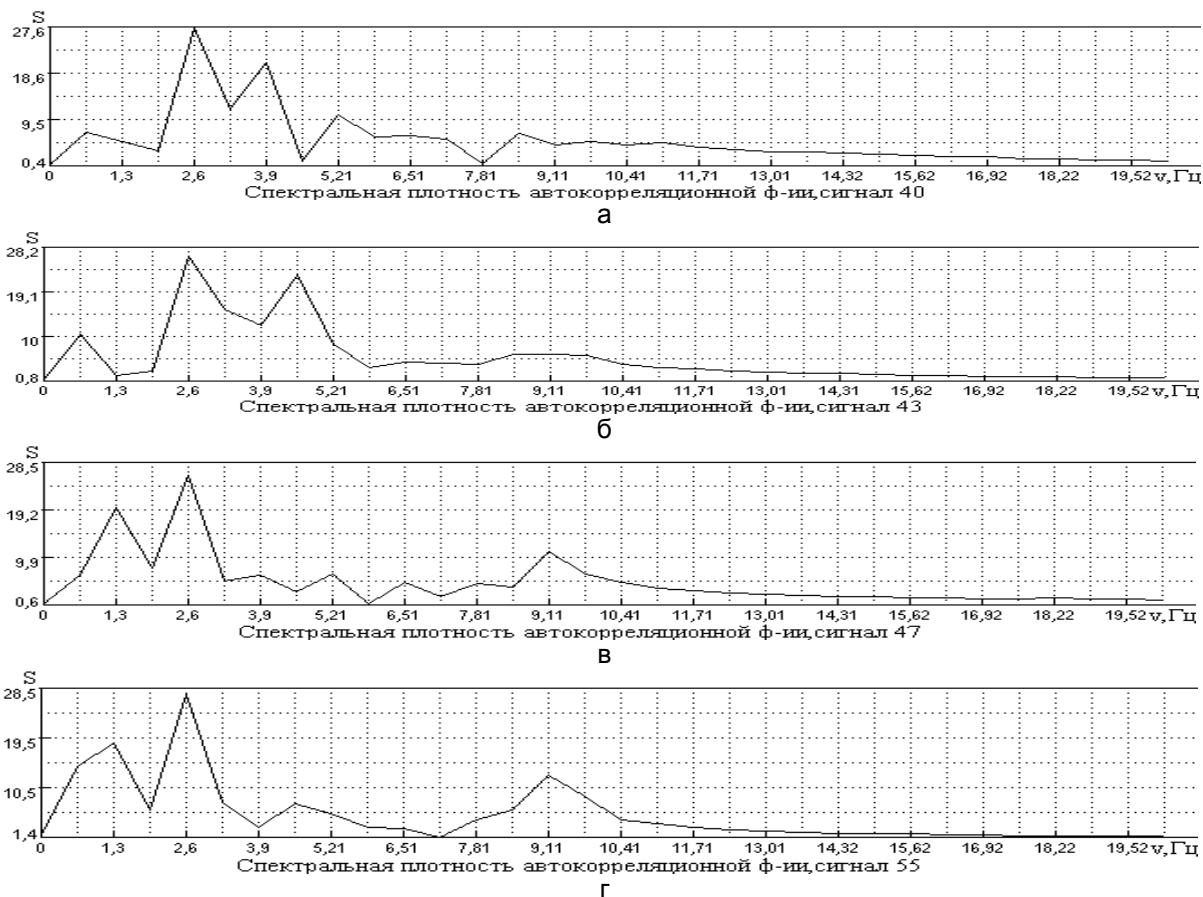 S
27,6
18,6
9,5
0,4
0 1,3 2,6 3,9 5,21 6,51 7,81 9,11 10,41 11,71 13,01 14,32 15,62 16,92 18,22 19,52 v,Гц
Спектральная плотность автокорреляционной ф-ии,сигнал 40
а
S
28,2
19,1
10
0,8
0 1,3 2,6 3,9 5,21 6,51 7,81 9,11 10,41 11,71 13,01 14,32 15,62 16,92 18,22 19,52 v,Гц
Спектральная плотность автокорреляционной ф-ии,сигнал 43
б
S
28,5
19,2
9,9
0,6
0 1,3 2,6 3,9 5,21 6,51 7,81 9,11 10,41 11,71 13,01 14,31 15,62 16,92 18,22 19,52 v,Гц
Спектральная плотность автокорреляционной ф-ии,сигнал 47
в
S
28,5
19,5
10,5
1,4
0 1,3 2,6 3,9 5,21 6,51 7,81 9,11 10,41 11,71 13,01 14,32 15,62 16,92 18,22 19,52 v,Гц
Спектральная плотность автокорреляционной ф-ии,сигнал 55
г